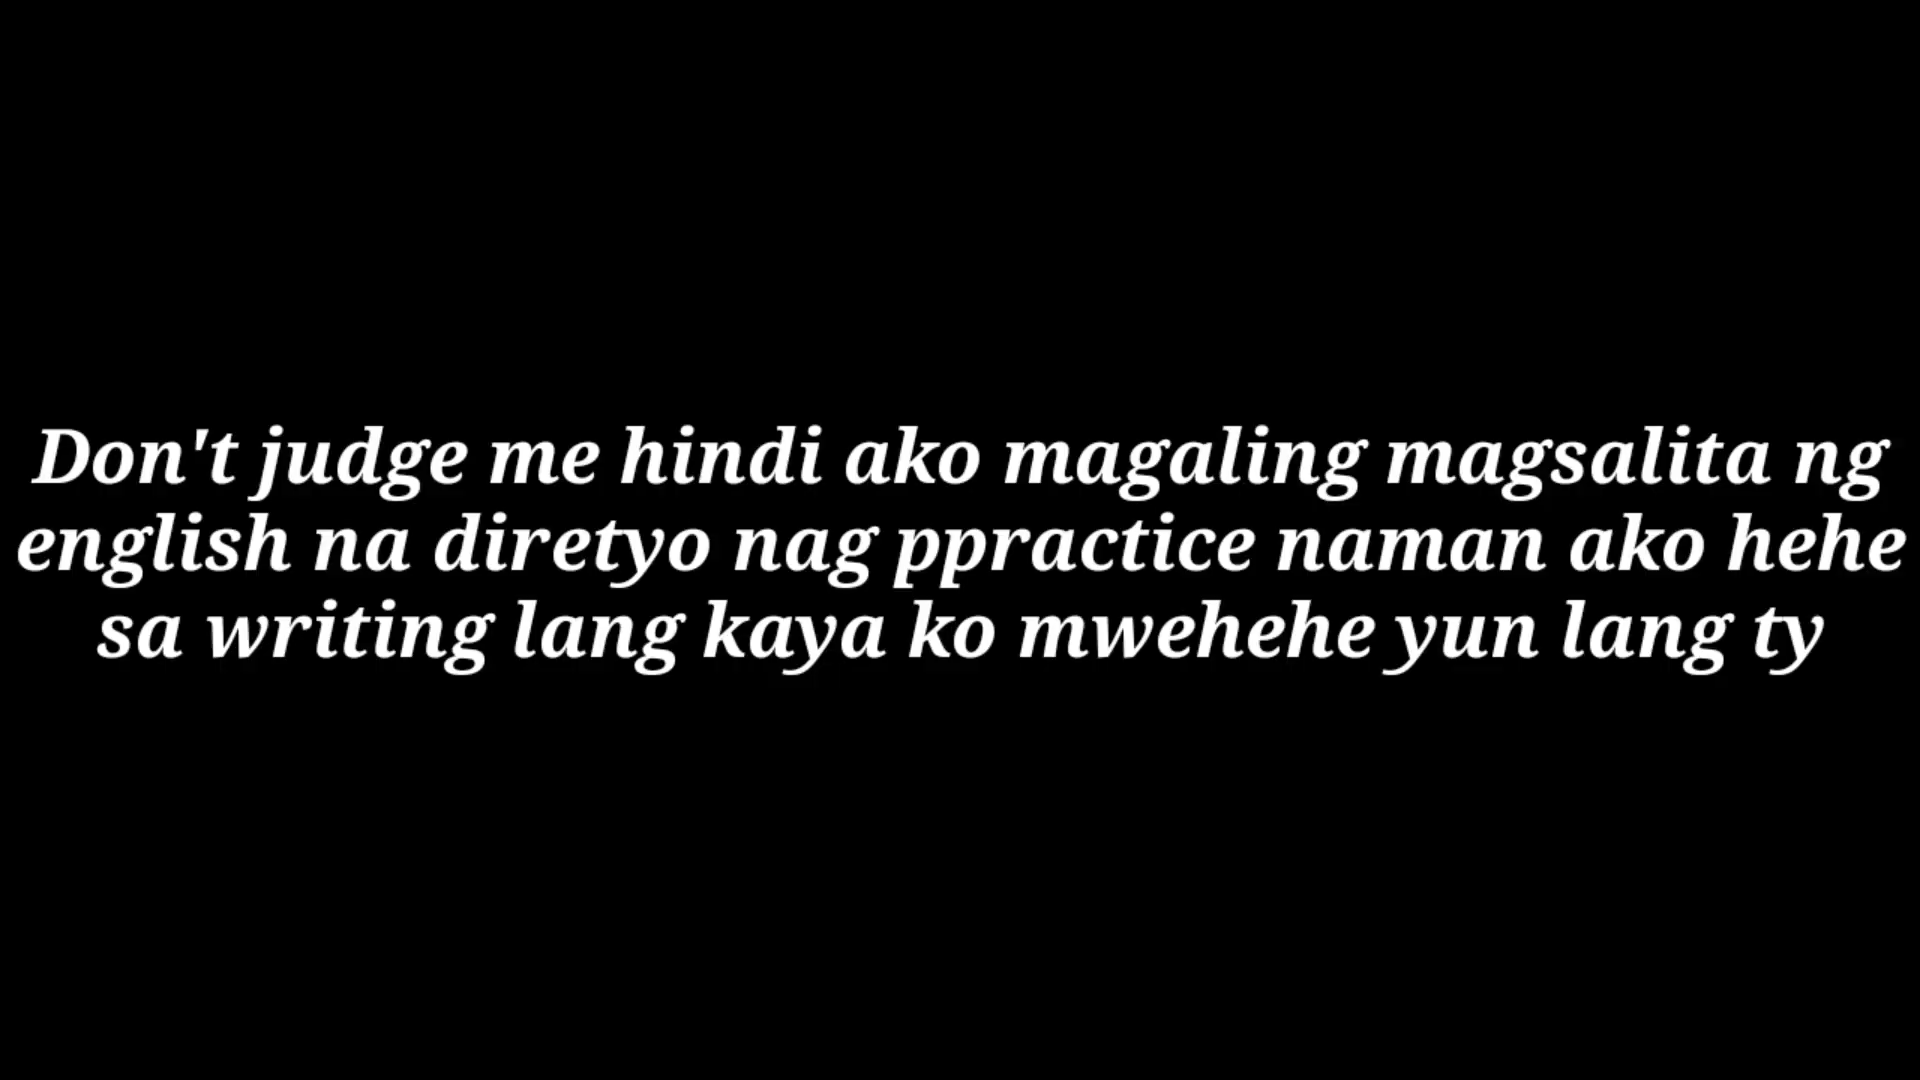 Don't judge me hindi ako magaling magsalita ng
english na diretyo nag ppractice naman ako hehe
sa writing lang kaya ko mwehehe yun lang ty